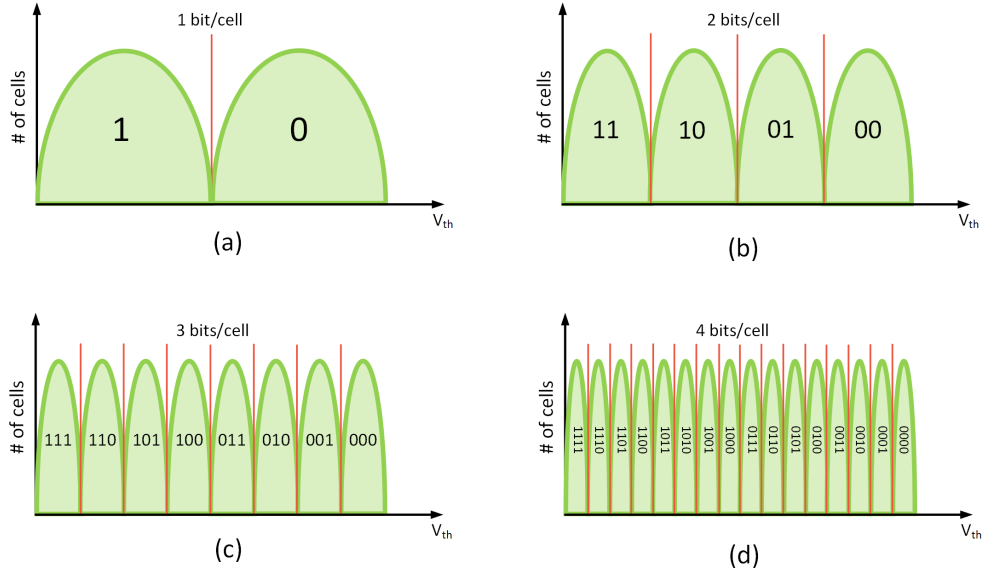 1 bit/cell
# of cells
1 0
Vth
(a)
2 bits/cell
# of cells
11 10 01 00
Vth
(b)
3 bits/cell
# of cells
111 110 101 100 011 010 001 000
Vth
(c)
4 bits/cell
# of cells
1111 1110 1101 1100 1011 1010 1001 1000 0111 0110 0101 0100 0011 0010 0001 0000
Vth
(d)